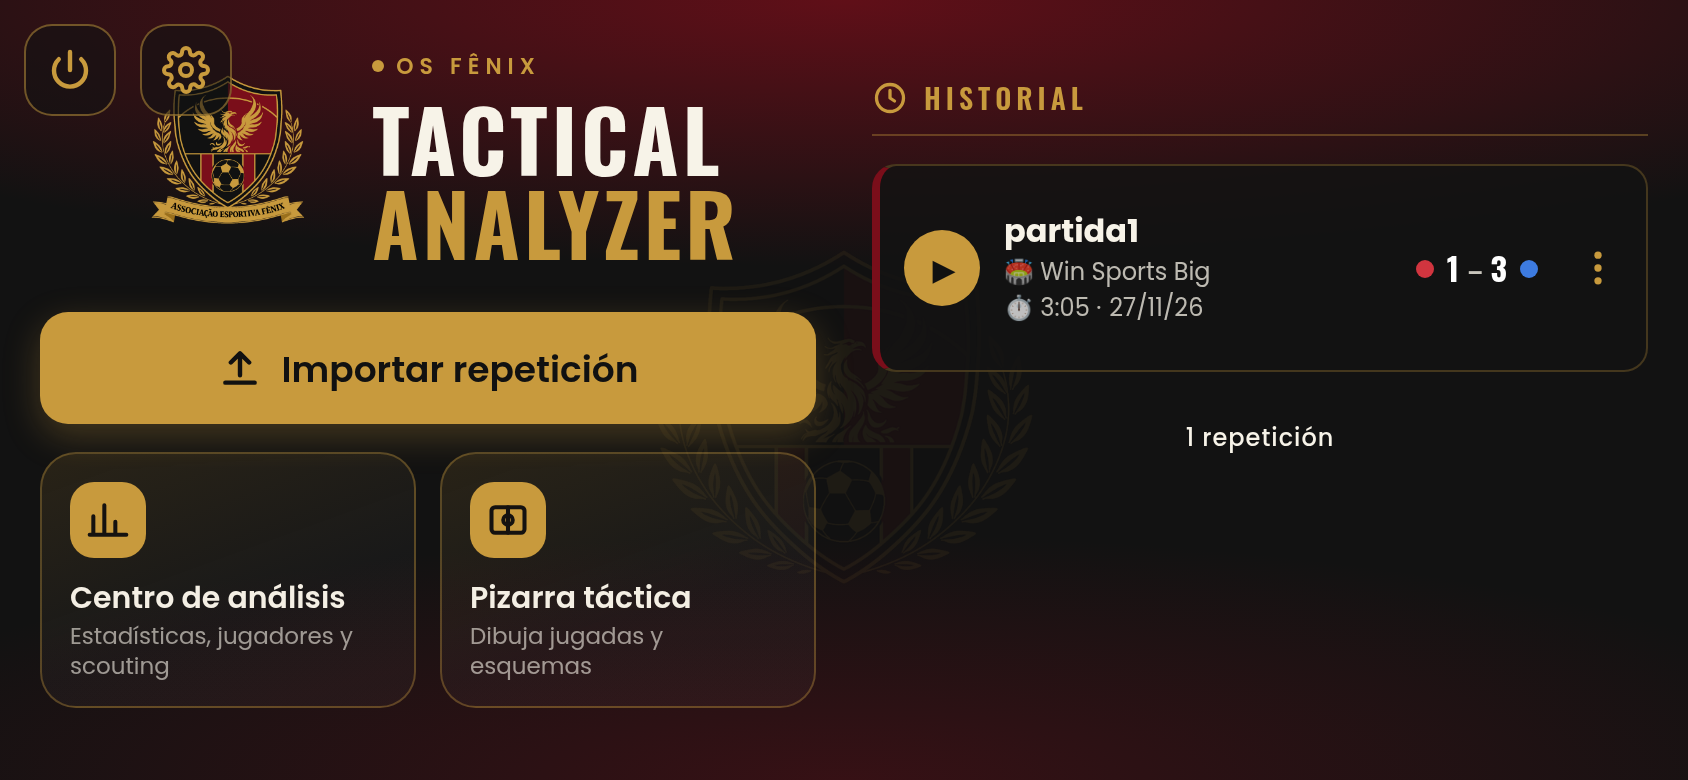 OS FÊNIX
TACTICAL
ANALYZER
ASSOCIAÇÃO ESPORTIVA FÊNIX
Importar repetición
Centro de análisis
Estadísticas, jugadores y
scouting
Pizarra táctica
Dibuja jugadas y
esquemas
HISTORIAL
partida1
Win Sports Big
3:05 · 27/11/26
1 – 3
1 repetición